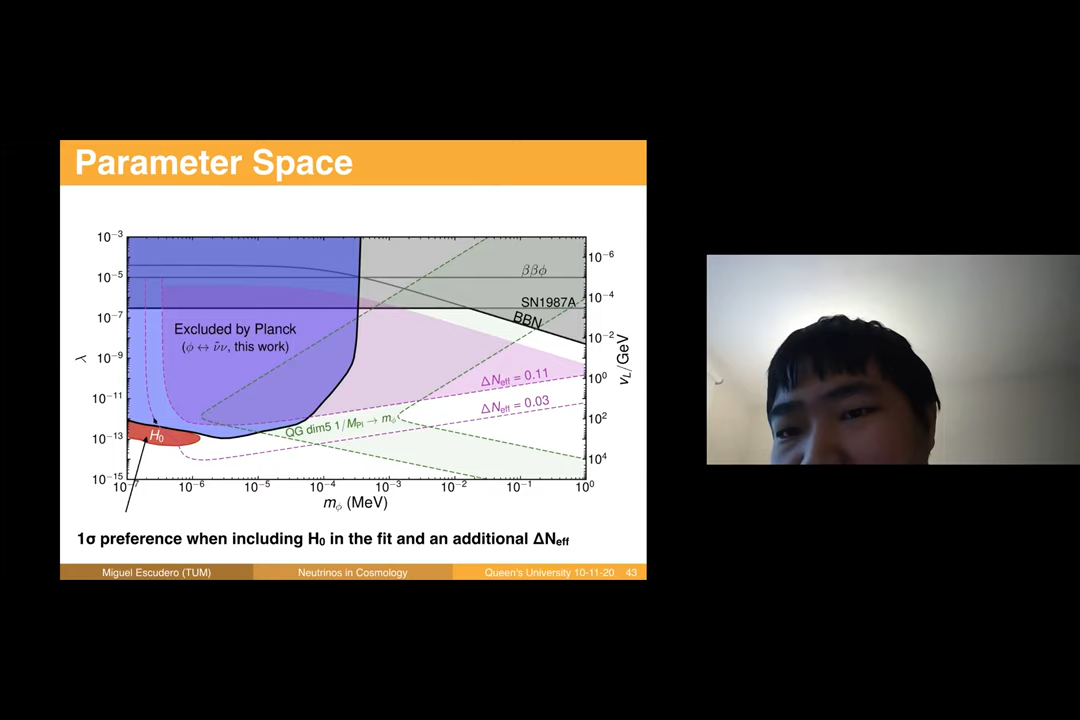 Parameter Space
10⁻³
10⁻⁵
10⁻⁷
10⁻⁹
10⁻¹¹
10⁻¹³
10⁻¹⁵
λ
ββφ
SN1987A
BBN
Excluded by Planck
(φ ↔ ν̄ν, this work)
ΔN_eff = 0.11
ΔN_eff = 0.03
QG dim5 1/M_Pl → m_φ
H₀
10⁻⁶
10⁻⁴
10⁻²
10⁰
10²
10⁴
v_L/GeV
10⁻⁷ 10⁻⁶ 10⁻⁵ 10⁻⁴ 10⁻³ 10⁻² 10⁻¹ 10⁰
m_φ (MeV)
1σ preference when including H₀ in the fit and an additional ΔN_eff
Miguel Escudero (TUM) Neutrinos in Cosmology Queen's University 10-11-20 43